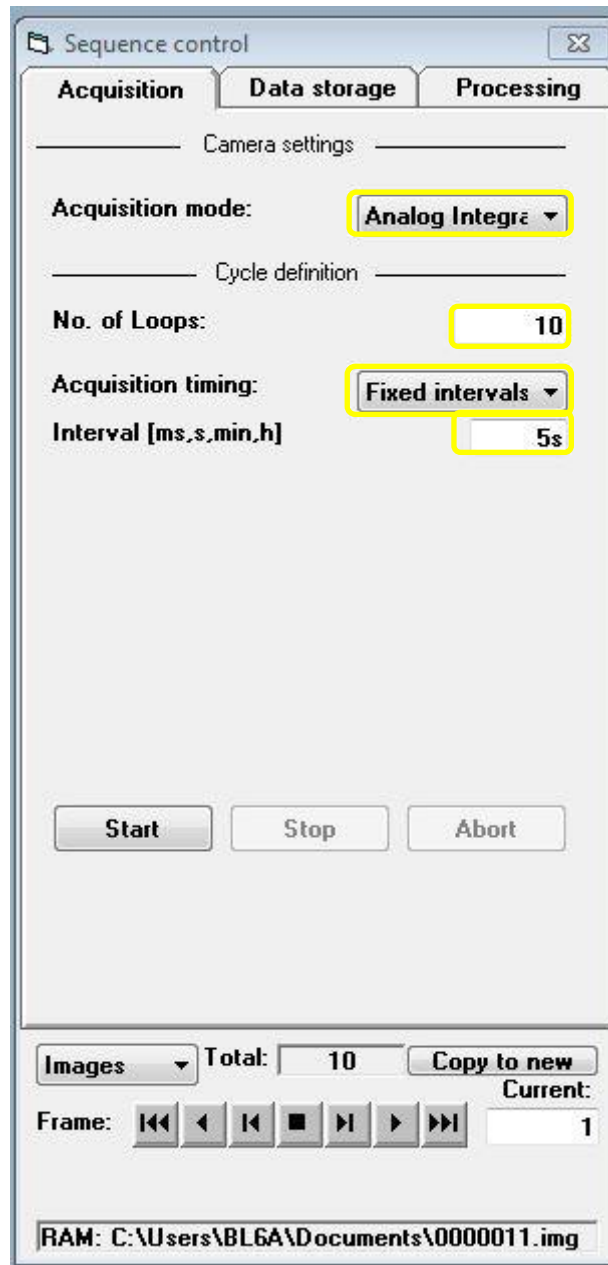 Sequence control
Acquisition Data storage Processing
Camera settings
Acquisition mode: Analog Integra
Cycle definition
No. of Loops: 10
Acquisition timing: Fixed intervals
Interval [ms,s,min,h] 5s
Start Stop Abort
Images Total: 10 Copy to new
Current:
Frame: 1
RAM: C:\Users\BL6A\Documents\0000011.img